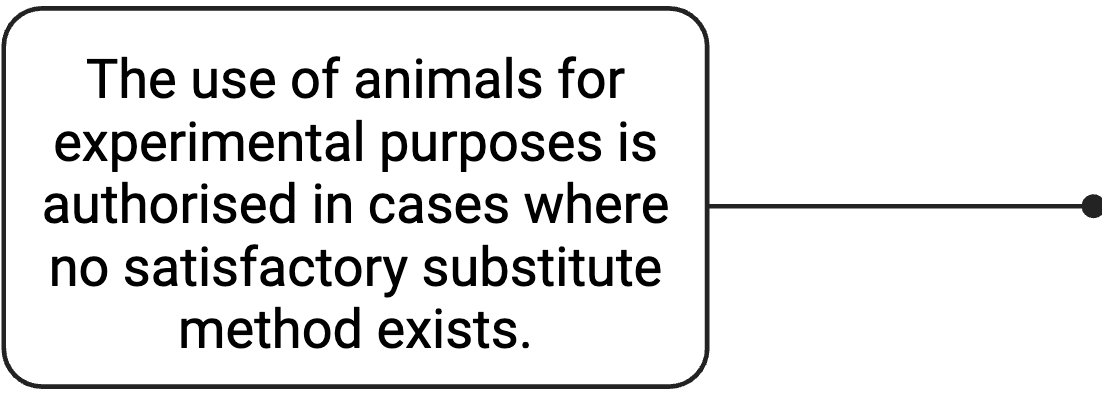 The use of animals for
experimental purposes is
authorised in cases where
no satisfactory substitute
method exists.